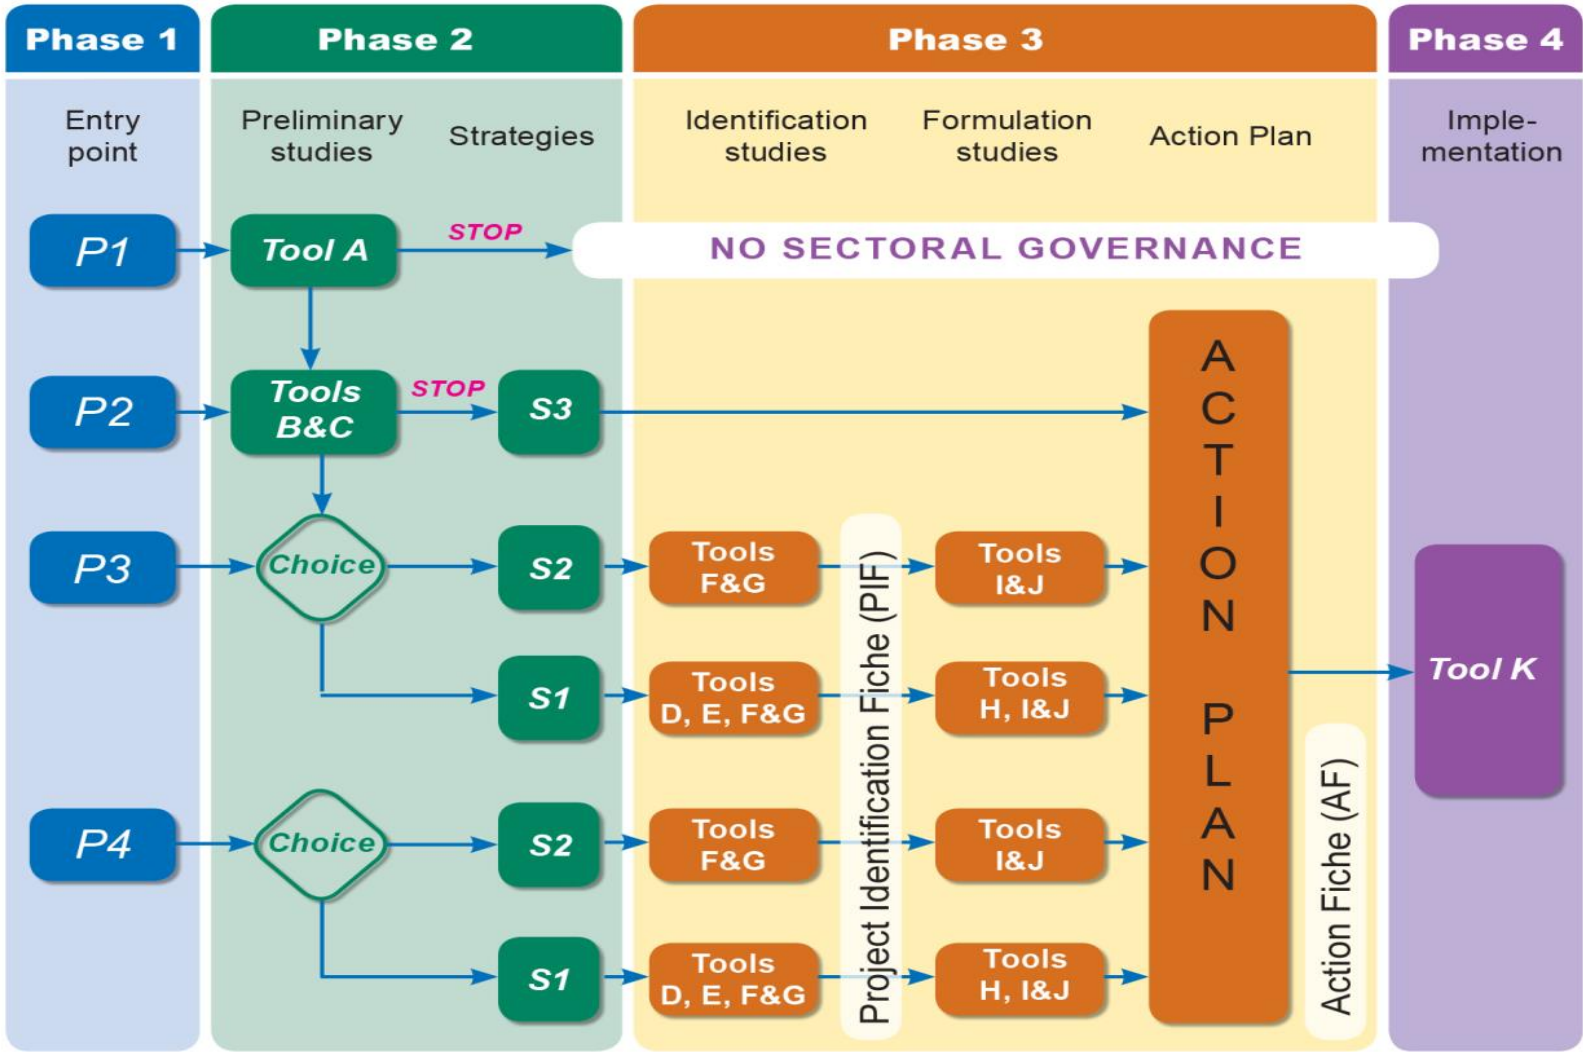 Phase 1
Phase 2
Phase 3
Phase 4
Entry
point
Preliminary
studies
Strategies
Identification
studies
Formulation
studies
Action Plan
Imple-
mentation
P1
Tool A
STOP
NO SECTORAL GOVERNANCE
P2
Tools
B&C
STOP
S3
P3
Choice
S2
Tools
F&G
Tools
I&J
S1
Tools
D, E, F&G
Tools
H, I&J
P4
Choice
S2
Tools
F&G
Tools
I&J
S1
Tools
D, E, F&G
Tools
H, I&J
Project Identification Fiche (PIF)
ACTION PLAN
Action Fiche (AF)
Tool K